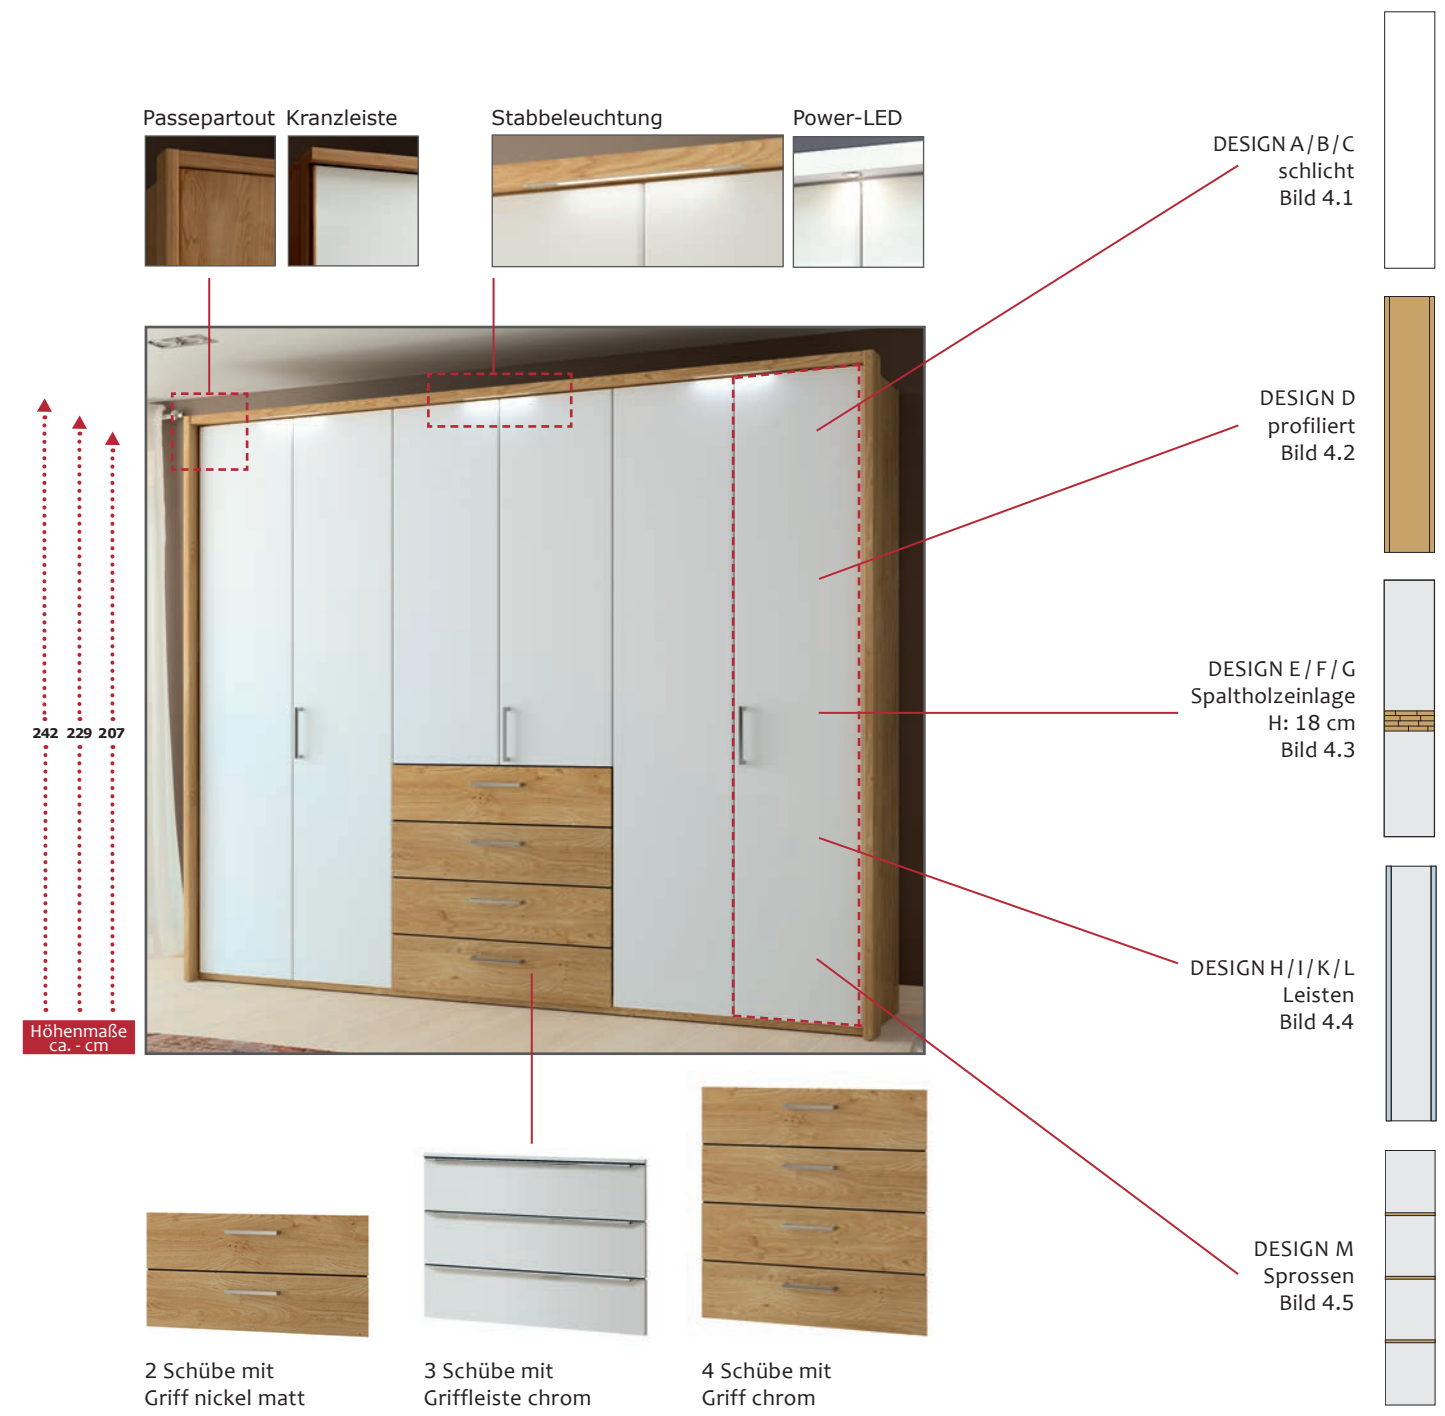 Passepartout
Kranzleiste
Stabbeleuchtung
Power-LED
DESIGN A/B/C
schlicht
Bild 4.1
DESIGN D
profiliert
Bild 4.2
DESIGN E/F/G
Spaltholzeinlage
H: 18 cm
Bild 4.3
242 229 207
DESIGN H/I/K/L
Leisten
Bild 4.4
Höhenmaße
ca. - cm
DESIGN M
Sprossen
Bild 4.5
2 Schübe mit
Griff nickel matt
3 Schübe mit
Griffleiste chrom
4 Schübe mit
Griff chrom